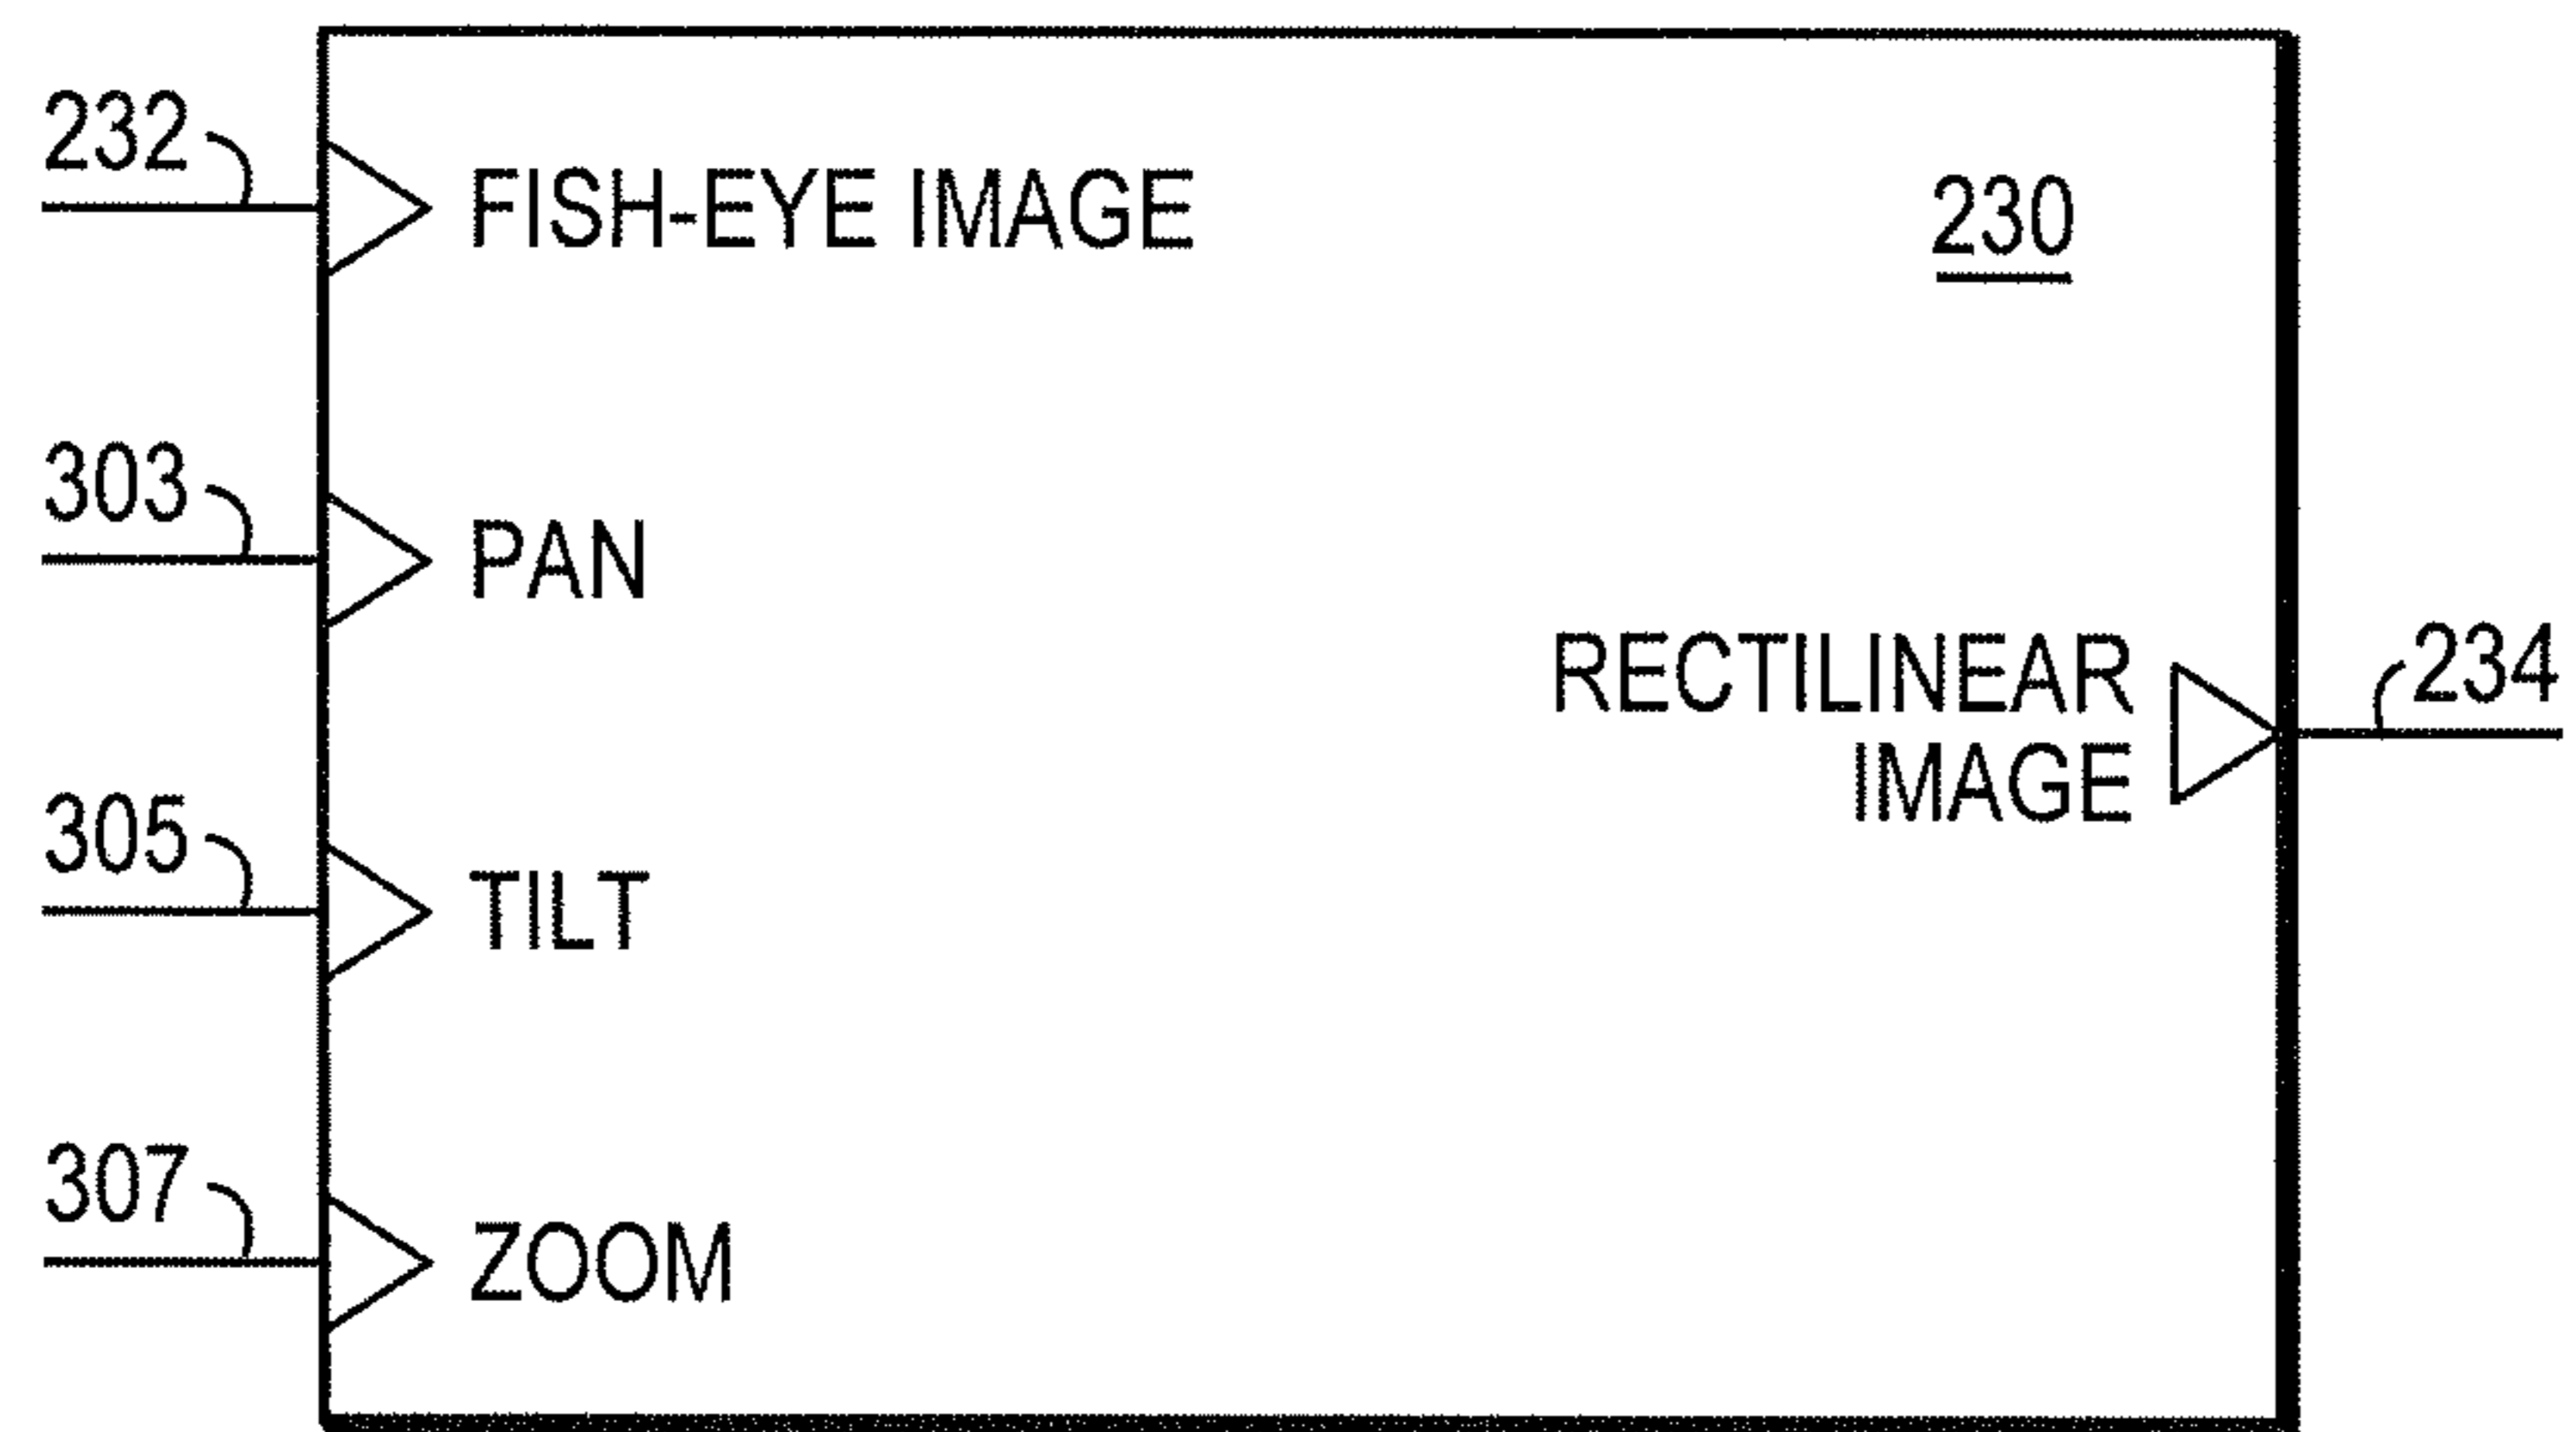 232
FISH-EYE IMAGE
230
303
PAN
RECTILINEAR
IMAGE
234
305
TILT
307
ZOOM